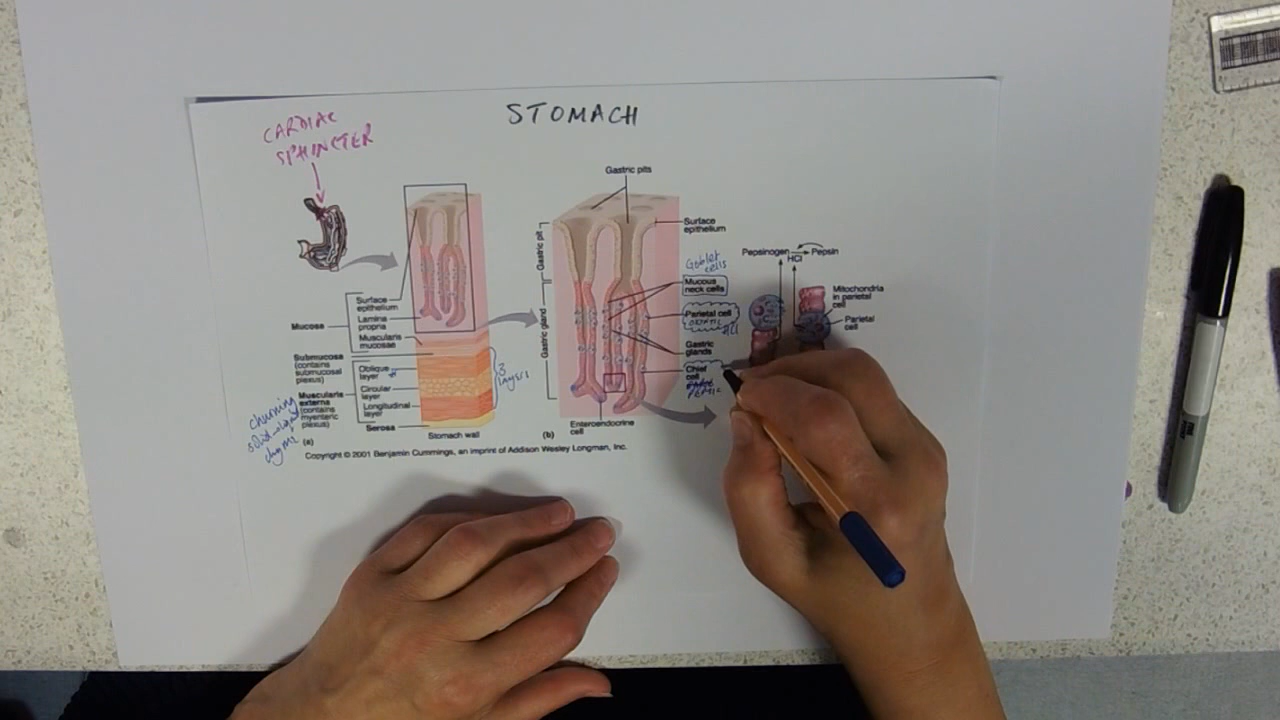 STOMACH
CARDIAC
SPHINCTER
Surface
epithelium
Lamina
propria
Muscularis
mucosae
Mucosa
Submucosa
(contains
submucosal
plexus)
Oblique
layer
Circular
layer
Longitudinal
layer
Muscularis
externa
(contains
myenteric
plexus)
Serosa
(a)
Stomach wall
3
layers
churning
Gastric pits
Gastric pit
Gastric gland
Surface
epithelium
Goblet
cells
Mucous
neck cells
Parietal cell
HCl
Gastric
glands
Chief
cell
PEPTIC
Enteroendocrine
cell
(b)
Pepsinogen
Pepsin
HCl
Mitochondria
in parietal
cell
Parietal
cell
Copyright © 2001 Benjamin Cummings, an imprint of Addison Wesley Longman, Inc.